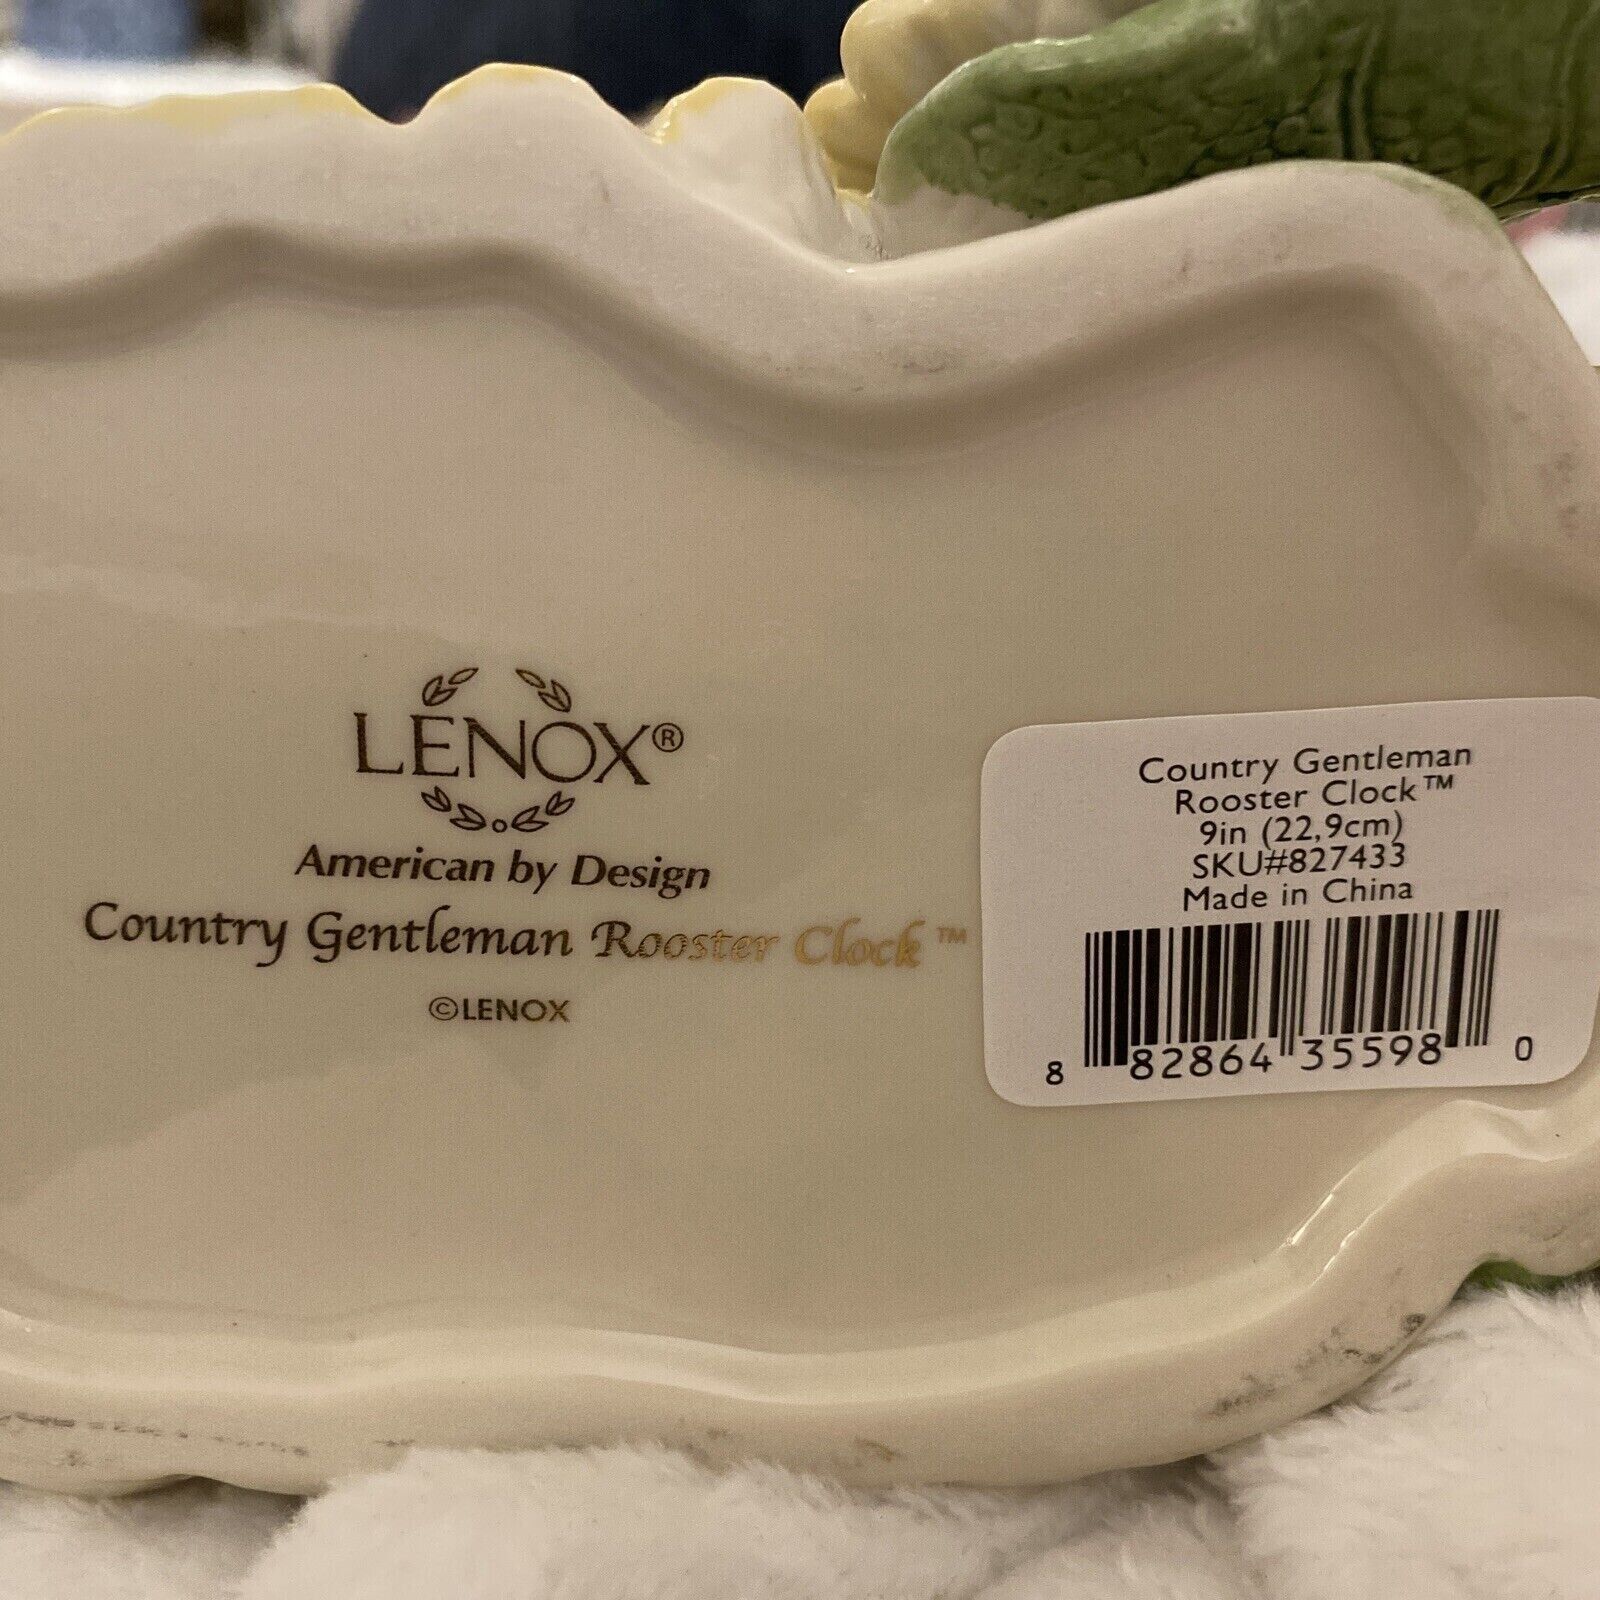 LENOX®
American by Design
Country Gentleman Rooster Clock™
©LENOX
Country Gentleman
Rooster Clock™
9in (22,9cm)
SKU#827433
Made in China
8 82864 35598 0